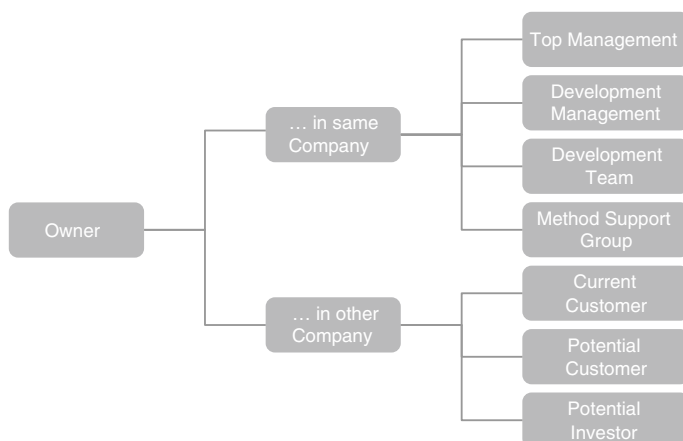 Owner
... in same
Company
Top Management
Development
Management
Development
Team
Method Support
Group
... in other
Company
Current
Customer
Potential
Customer
Potential
Investor